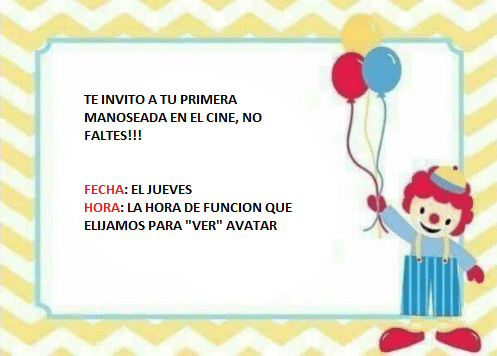 TE INVITO A TU PRIMERA
MANOSEADA EN EL CINE, NO
FALTES!!!
FECHA: EL JUEVES
HORA: LA HORA DE FUNCION QUE
ELIJAMOS PARA "VER" AVATAR